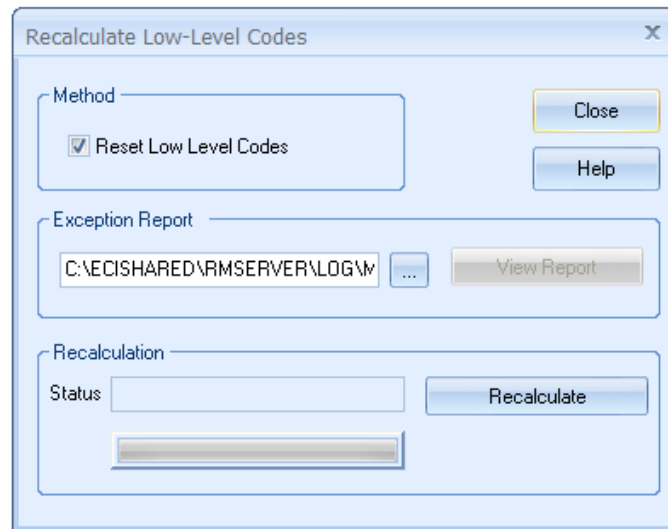 Recalculate Low-Level Codes
Method
Reset Low Level Codes
Close
Help
Exception Report
C:\ECISHARED\RMSERVER\LOG\M
...
View Report
Recalculation
Status
Recalculate